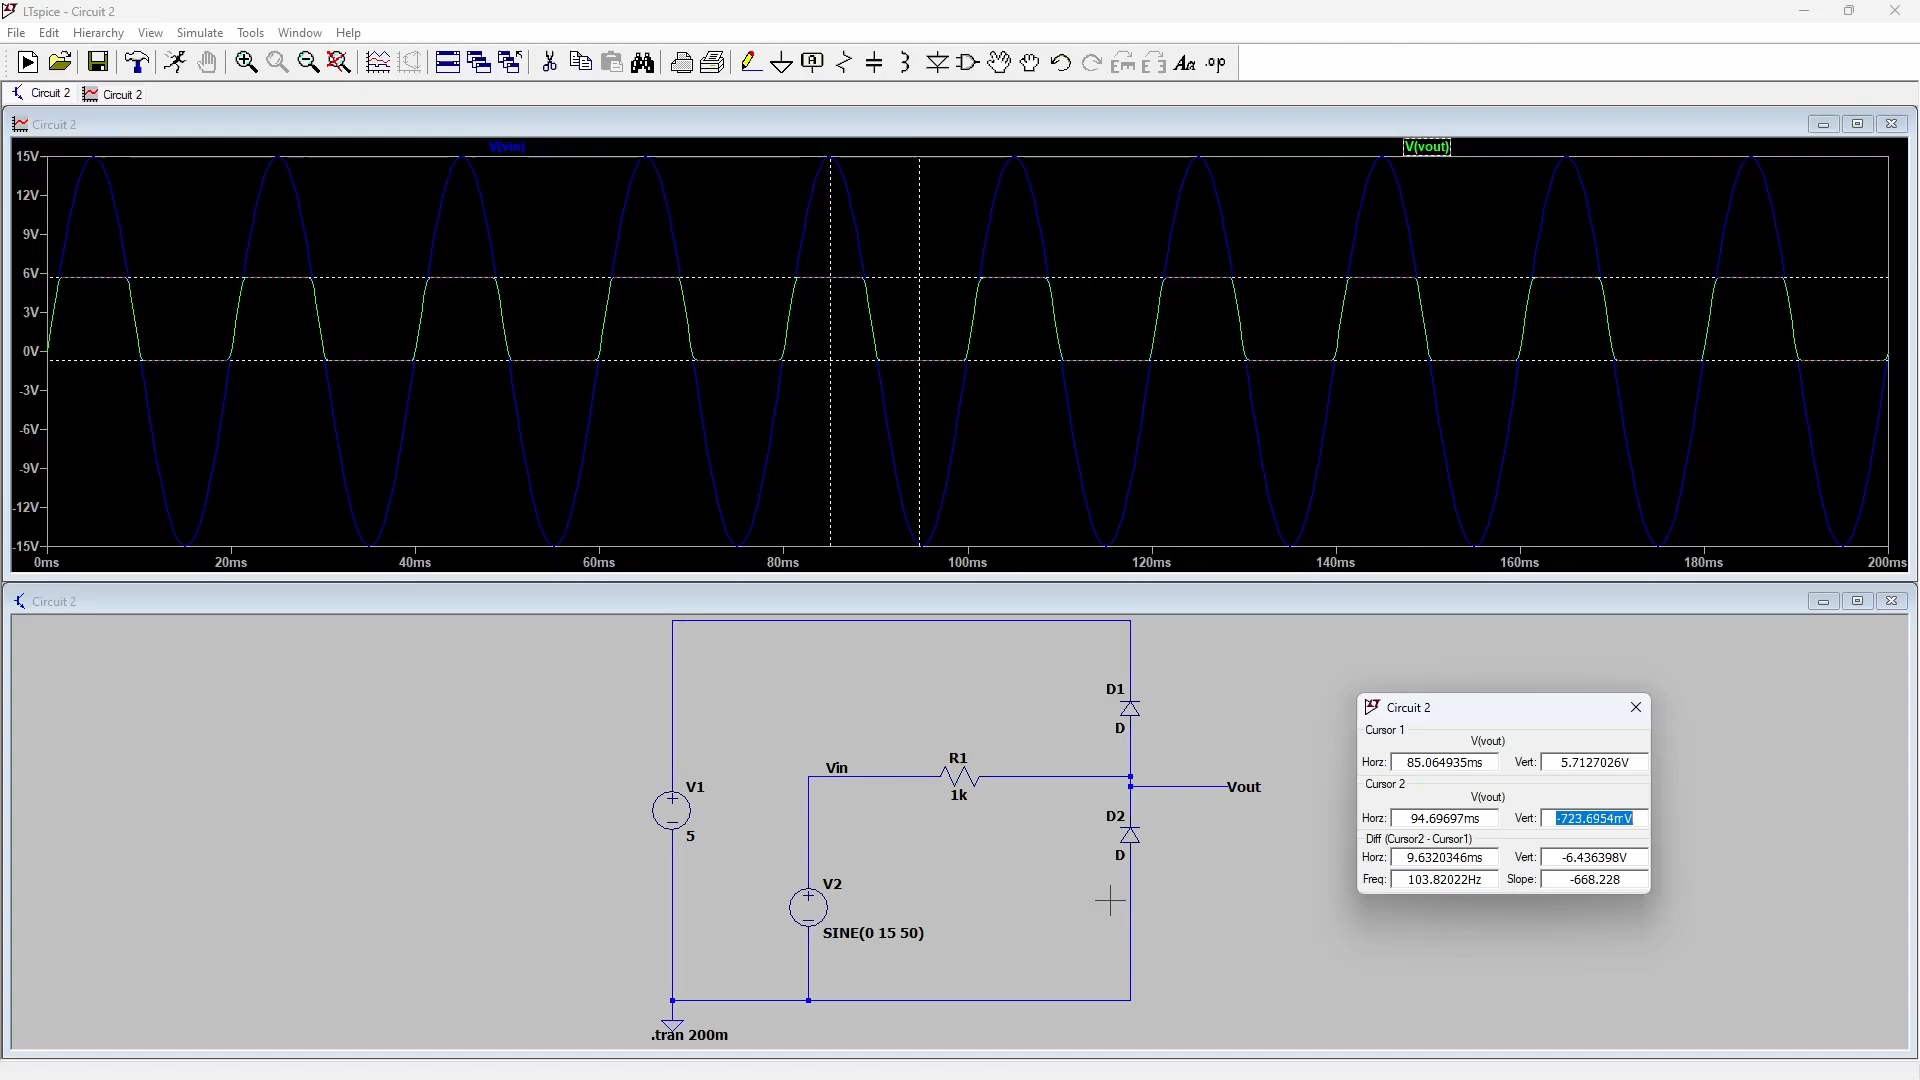 LTspice - Circuit 2
File Edit Hierarchy View Simulate Tools Window Help
Circuit 2 Circuit 2
Circuit 2
V(vin) V(vout)
15V
12V
9V
6V
3V
0V
-3V
-6V
-9V
-12V
-15V
0ms 20ms 40ms 60ms 80ms 100ms 120ms 140ms 160ms 180ms 200ms
Circuit 2
D1
D
R1
Vin
1k
V1
5
Vout
D2
D
V2
SINE(0 15 50)
.tran 200m
Circuit 2
Cursor 1
V(vout)
Horz: 85.064935ms Vert: 5.7127026V
Cursor 2
V(vout)
Horz: 94.69697ms Vert: -723.6954mV
Diff (Cursor2 - Cursor1)
Horz: 9.6320346ms Vert: -6.436398V
Freq: 103.82022Hz Slope: -668.228